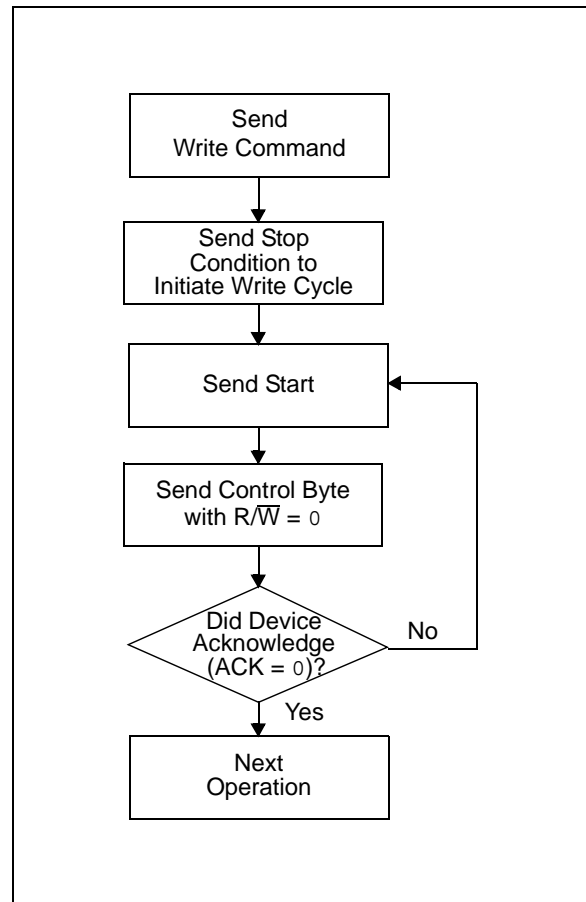 Send
Write Command
Send Stop
Condition to
Initiate Write Cycle
Send Start
Send Control Byte
with R/W̅ = 0
Did Device
Acknowledge
(ACK = 0)?
No
Yes
Next
Operation